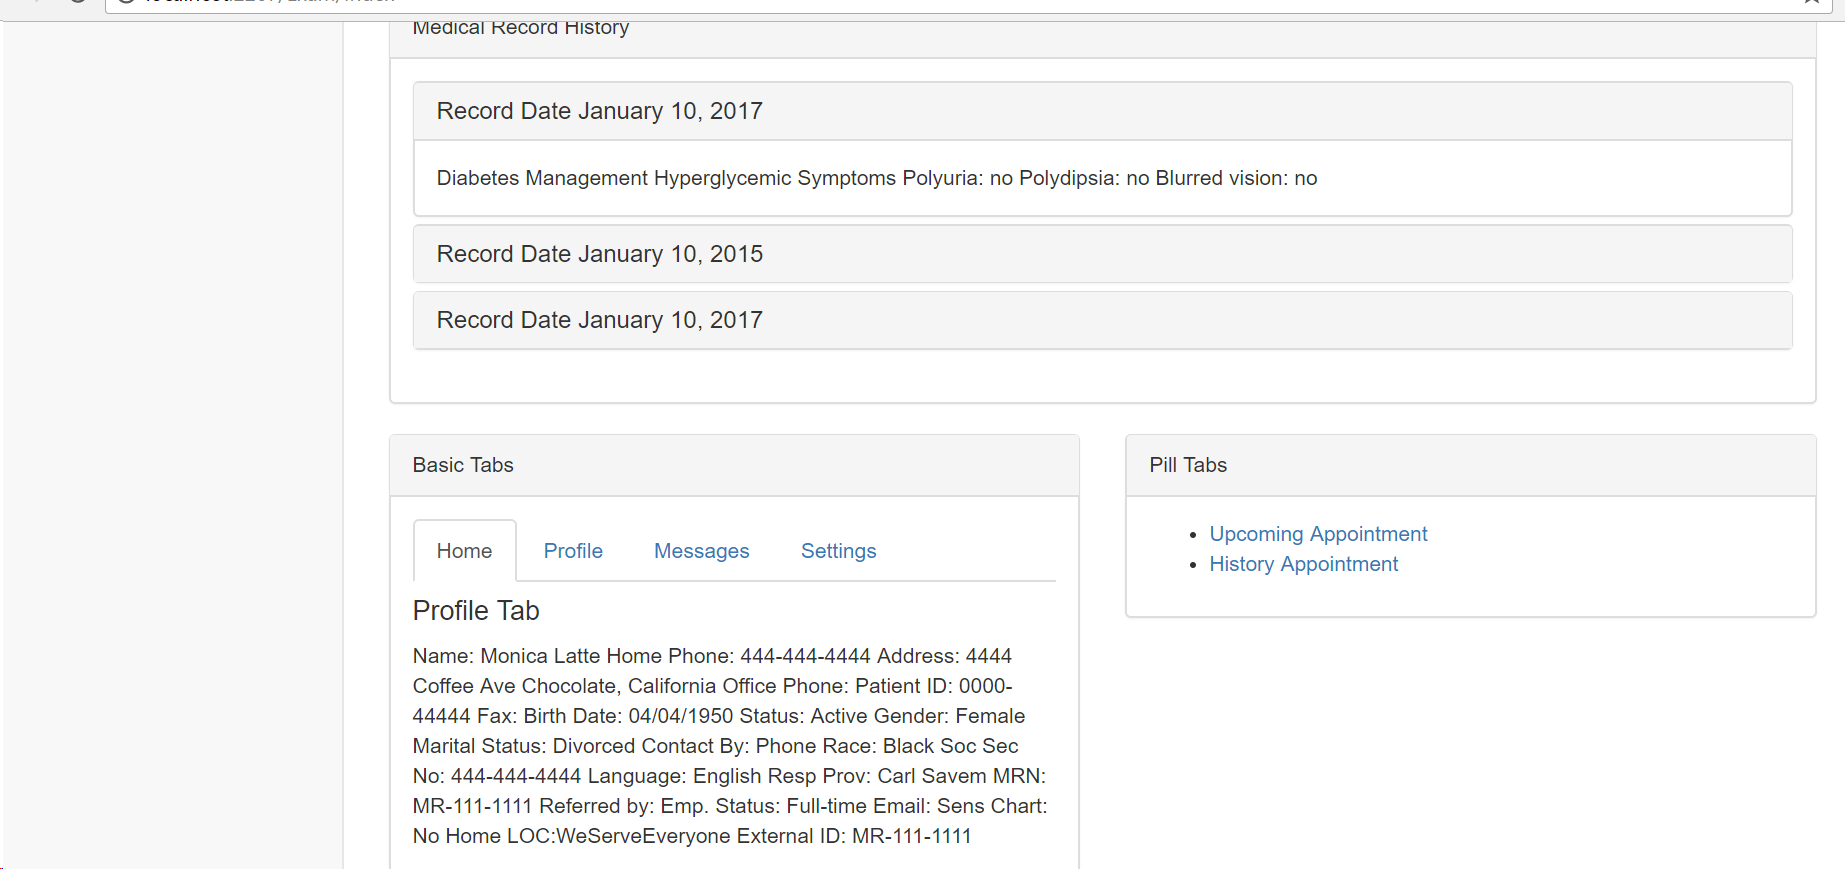 Medical Record History
Record Date January 10, 2017
Diabetes Management Hyperglycemic Symptoms Polyuria: no Polydipsia: no Blurred vision: no
Record Date January 10, 2015
Record Date January 10, 2017
Basic Tabs
Home Profile Messages Settings
Profile Tab
Name: Monica Latte Home Phone: 444-444-4444 Address: 4444
Coffee Ave Chocolate, California Office Phone: Patient ID: 0000-
44444 Fax: Birth Date: 04/04/1950 Status: Active Gender: Female
Marital Status: Divorced Contact By: Phone Race: Black Soc Sec
No: 444-444-4444 Language: English Resp Prov: Carl Savem MRN:
MR-111-1111 Referred by: Emp. Status: Full-time Email: Sens Chart:
No Home LOC:WeServeEveryone External ID: MR-111-1111
Pill Tabs
Upcoming Appointment
History Appointment